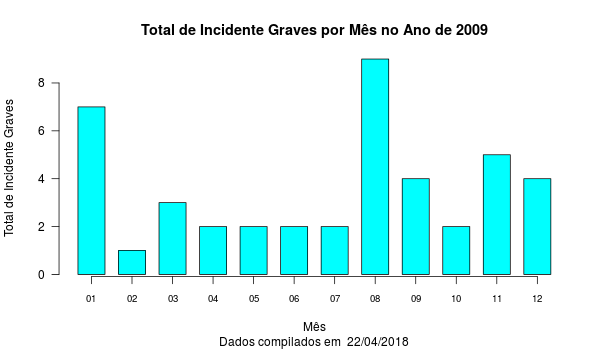 Total de Incidente Graves por Mês no Ano de 2009
Total de Incidente Graves
8
6
4
2
0
01 02 03 04 05 06 07 08 09 10 11 12
Mês
Dados compilados em 22/04/2018